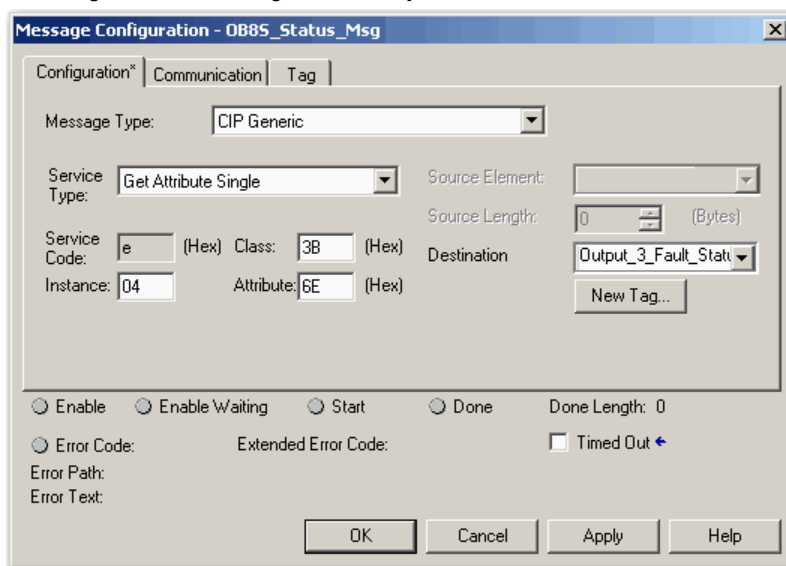 Message Configuration - OB8S_Status_Msg
Configuration* Communication Tag
Message Type: CIP Generic
Service Type: Get Attribute Single
Source Element:
Source Length: 0 (Bytes)
Service Code: e (Hex) Class: 3B (Hex)
Destination Output_3_Fault_Statu
Instance: 04 Attribute: 6E (Hex)
New Tag...
Enable Enable Waiting Start Done Done Length: 0
Error Code: Extended Error Code: Timed Out
Error Path:
Error Text:
OK Cancel Apply Help